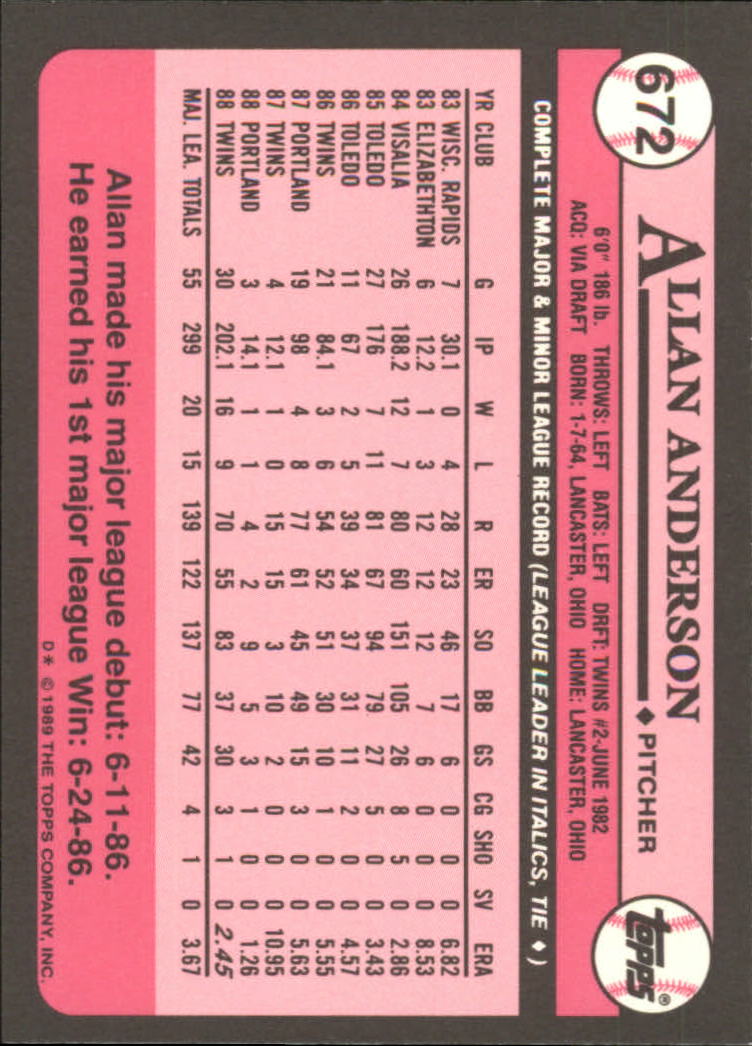 672
ALLAN ANDERSON ◆ PITCHER
topps®
6'0" 186 lb. THROWS: LEFT BATS: LEFT DRFT: TWINS #2-JUNE 1982
ACQ: VIA DRAFT BORN: 1-7-64, LANCASTER, OHIO HOME: LANCASTER, OHIO
COMPLETE MAJOR & MINOR LEAGUE RECORD (LEAGUE LEADER IN ITALICS, TIE ◆)
YR CLUB G IP W L R ER SO BB GS CG SHO SV ERA
83 WISC. RAPIDS 7 30.1 0 4 28 23 46 17 6 0 0 0 6.82
83 ELIZABETHTON 6 12.2 1 3 12 12 12 7 6 0 0 0 8.53
84 VISALIA 26 188.2 12 7 80 60 151 105 26 8 5 0 2.86
85 TOLEDO 27 176 7 11 81 67 94 79 27 5 0 0 3.43
86 TOLEDO 11 67 2 5 39 34 37 31 11 2 0 0 4.57
86 TWINS 21 84.1 3 6 54 52 51 30 10 1 0 0 5.55
87 PORTLAND 19 98 4 8 77 61 45 49 15 3 0 0 5.63
87 TWINS 4 12.1 1 0 15 15 3 10 2 0 0 0 10.95
88 PORTLAND 3 14.1 1 1 4 2 9 5 3 1 0 0 1.26
88 TWINS 30 202.1 16 9 70 55 83 37 30 3 1 0 2.45
MAJ. LEA. TOTALS 55 299 20 15 139 122 137 77 42 4 1 0 3.67
Allan made his major league debut: 6-11-86.
He earned his 1st major league Win: 6-24-86.
D* © 1989 THE TOPPS COMPANY, INC.